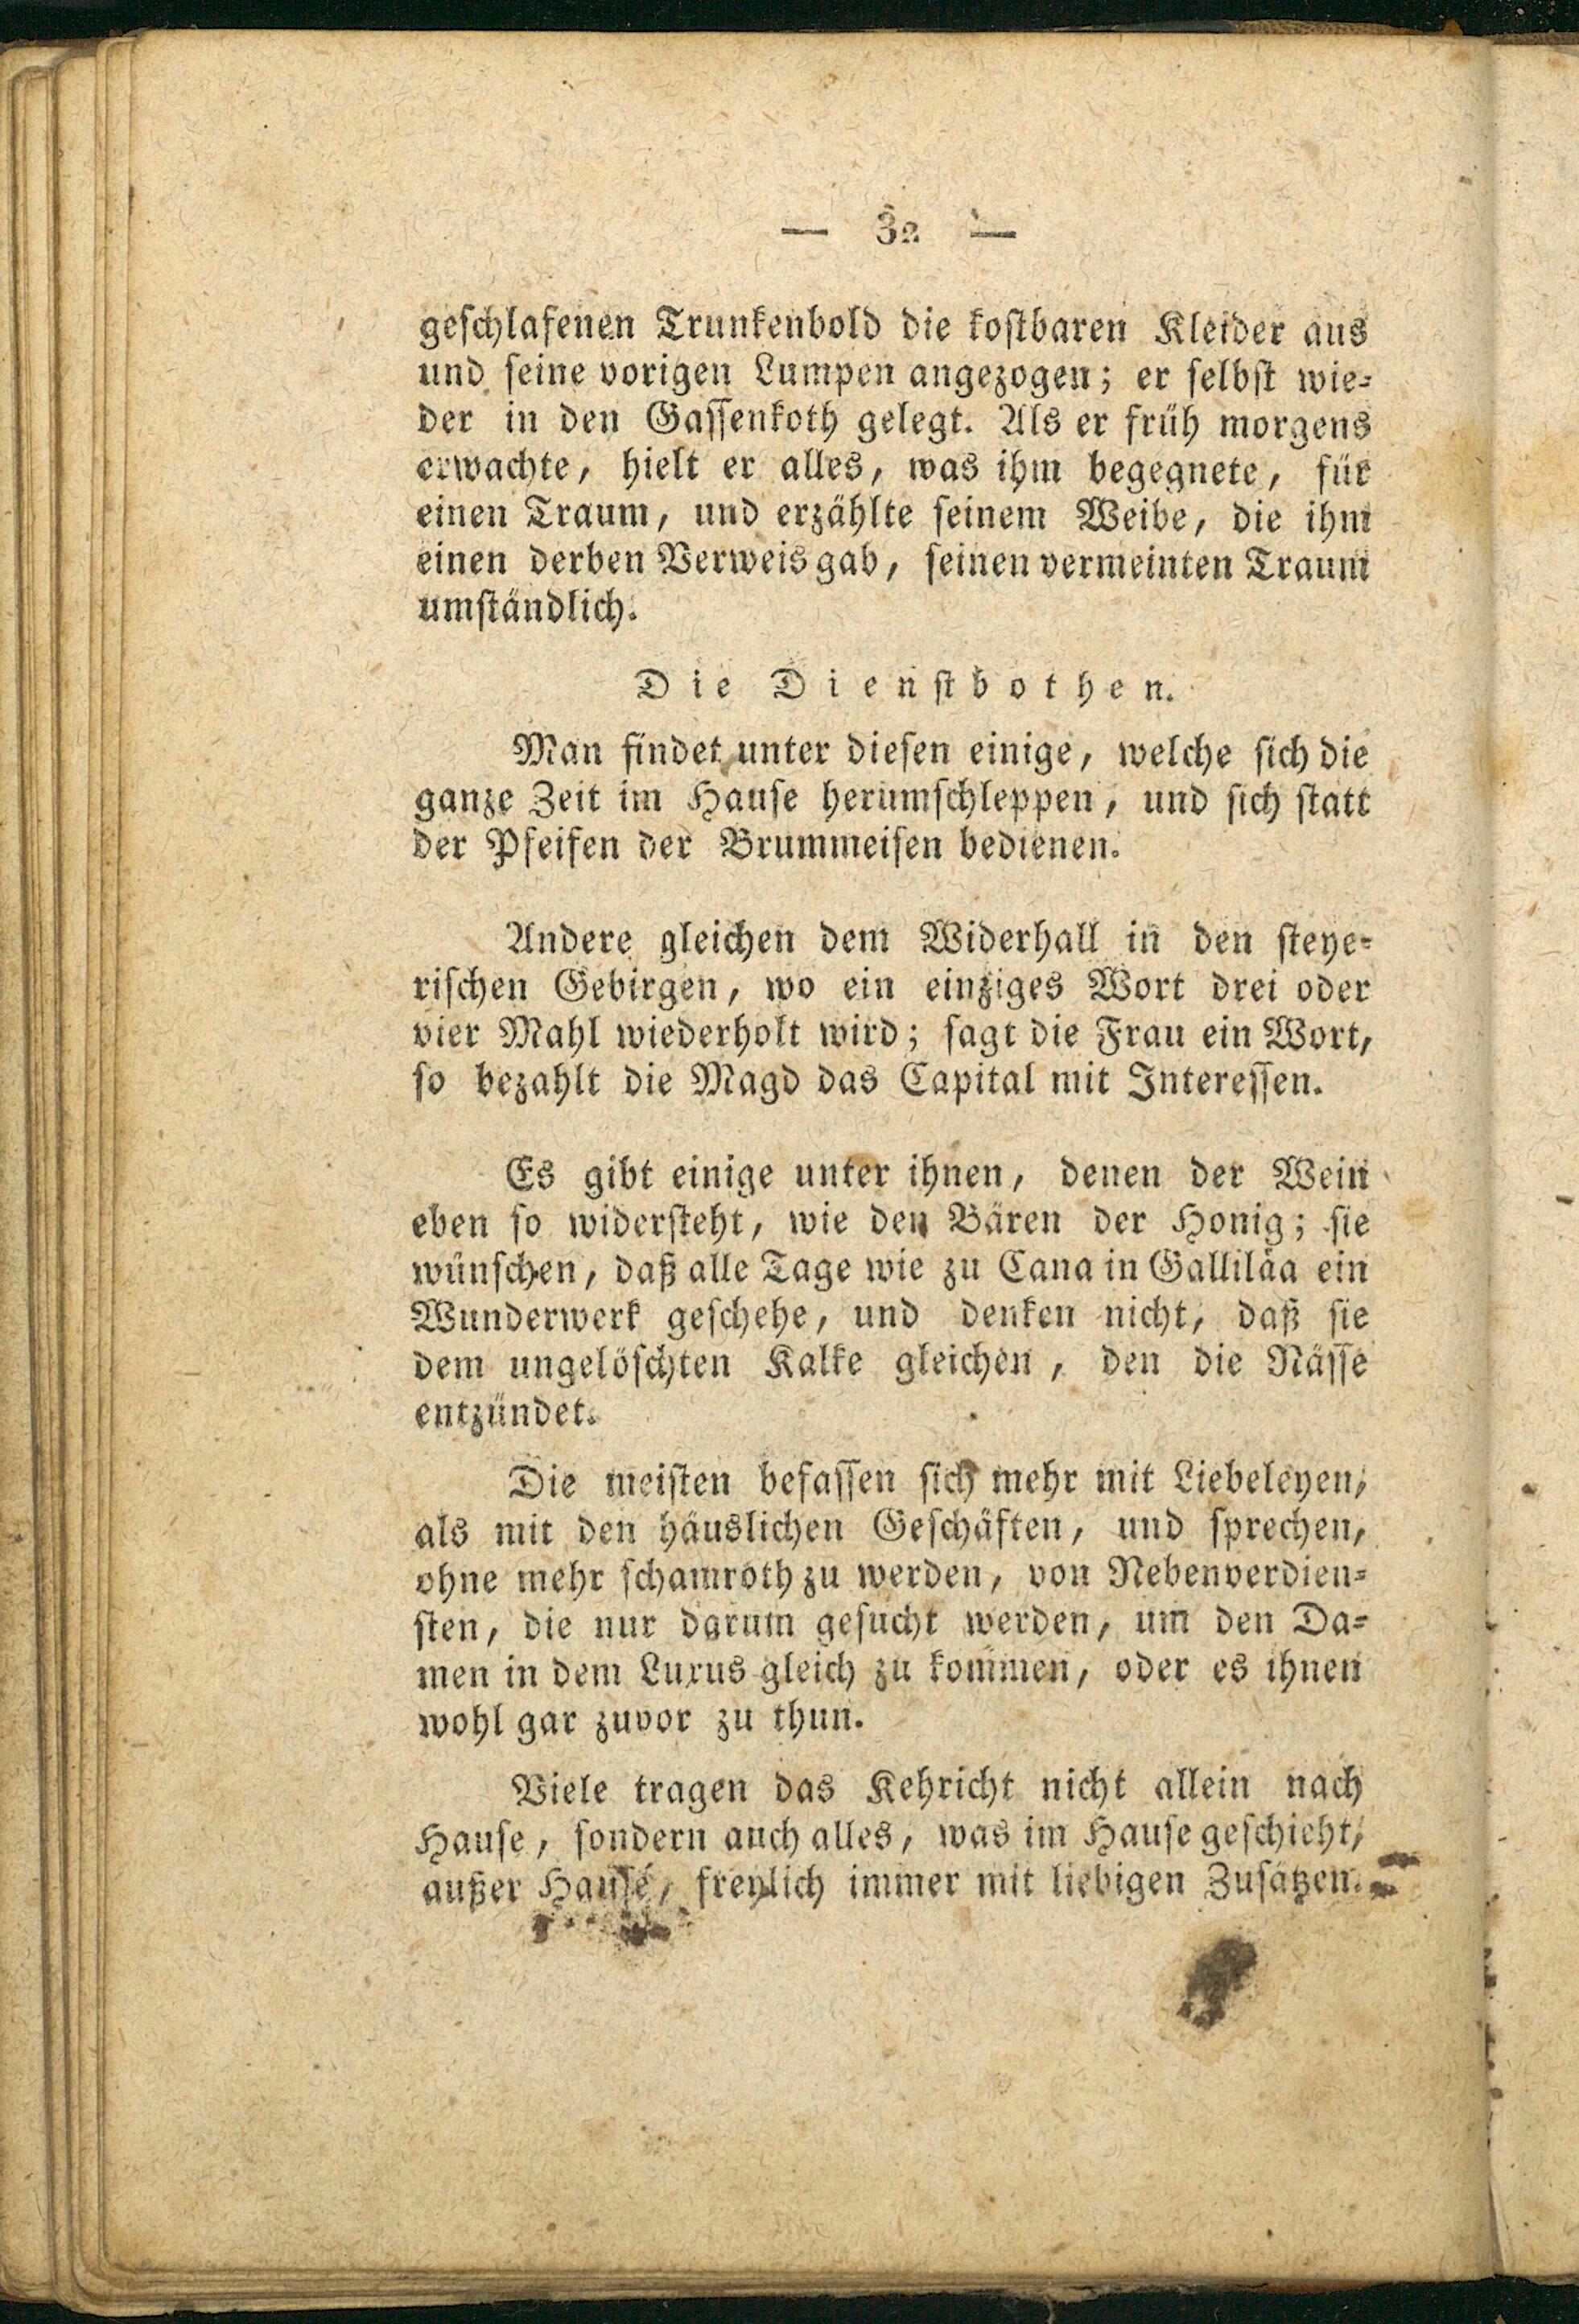 — 32 —
geschlafenen Trunkenbold die kostbaren Kleider aus
und seine vorigen Lumpen angezogen; er selbst wie-
der in den Gassenkoth gelegt. Als er früh morgens
erwachte, hielt er alles, was ihm begegnete, für
einen Traum, und erzählte seinem Weibe, die ihm
einen derben Verweis gab, seinen vermeinten Traum
umständlich.
Die Dienstbothen.
Man findet unter diesen einige, welche sich die
ganze Zeit im Hause herumschleppen, und sich statt
der Pfeifen der Brummeisen bedienen.
Andere gleichen dem Widerhall in den steye-
rischen Gebirgen, wo ein einziges Wort drei oder
vier Mahl wiederholt wird; sagt die Frau ein Wort,
so bezahlt die Magd das Capital mit Interessen.
Es gibt einige unter ihnen, denen der Wein
eben so widersteht, wie den Bären der Honig; sie
wünschen, daß alle Tage wie zu Cana in Galliläa ein
Wunderwerk geschehe, und denken nicht, daß sie
dem ungelöschten Kalke gleichen, den die Nässe
entzündet.
Die meisten befassen sich mehr mit Liebeleyen,
als mit den häuslichen Geschäften, und sprechen,
ohne mehr schamroth zu werden, von Nebenverdien-
sten, die nur darum gesucht werden, um den Da-
men in dem Luxus gleich zu kommen, oder es ihnen
wohl gar zuvor zu thun.
Viele tragen das Kehricht nicht allein nach
Hause, sondern auch alles, was im Hause geschieht,
außer Hause, freylich immer mit liebigen Zusätzen.